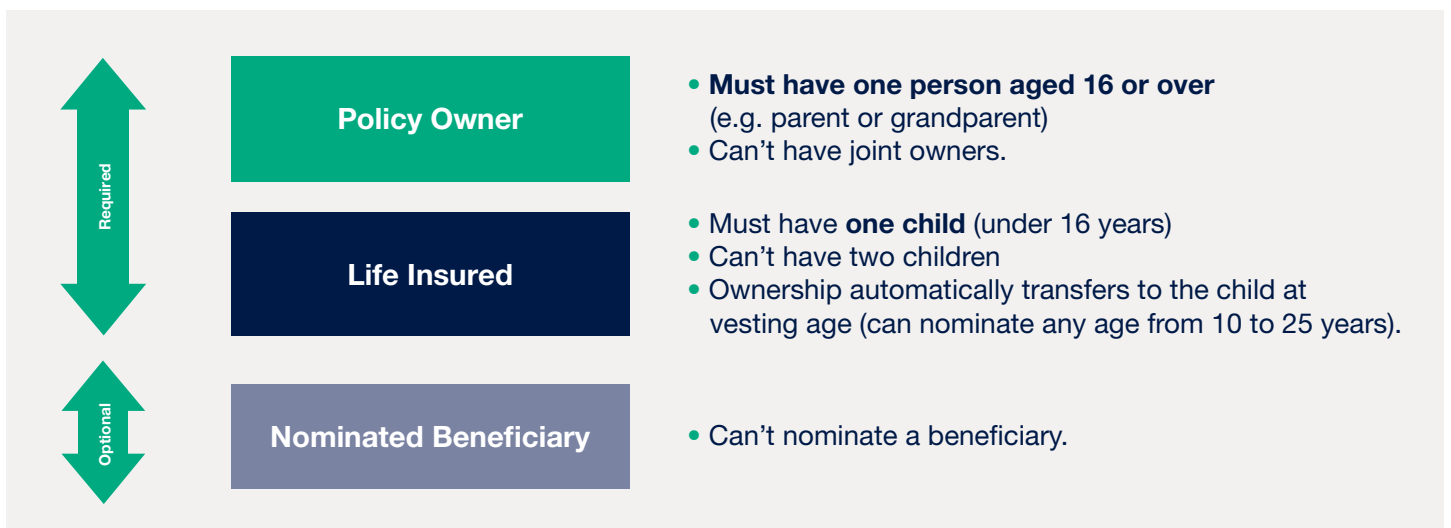 Required
Policy Owner
• Must have one person aged 16 or over
(e.g. parent or grandparent)
• Can’t have joint owners.
Life Insured
• Must have one child (under 16 years)
• Can’t have two children
• Ownership automatically transfers to the child at
vesting age (can nominate any age from 10 to 25 years).
Optional
Nominated Beneficiary
• Can’t nominate a beneficiary.